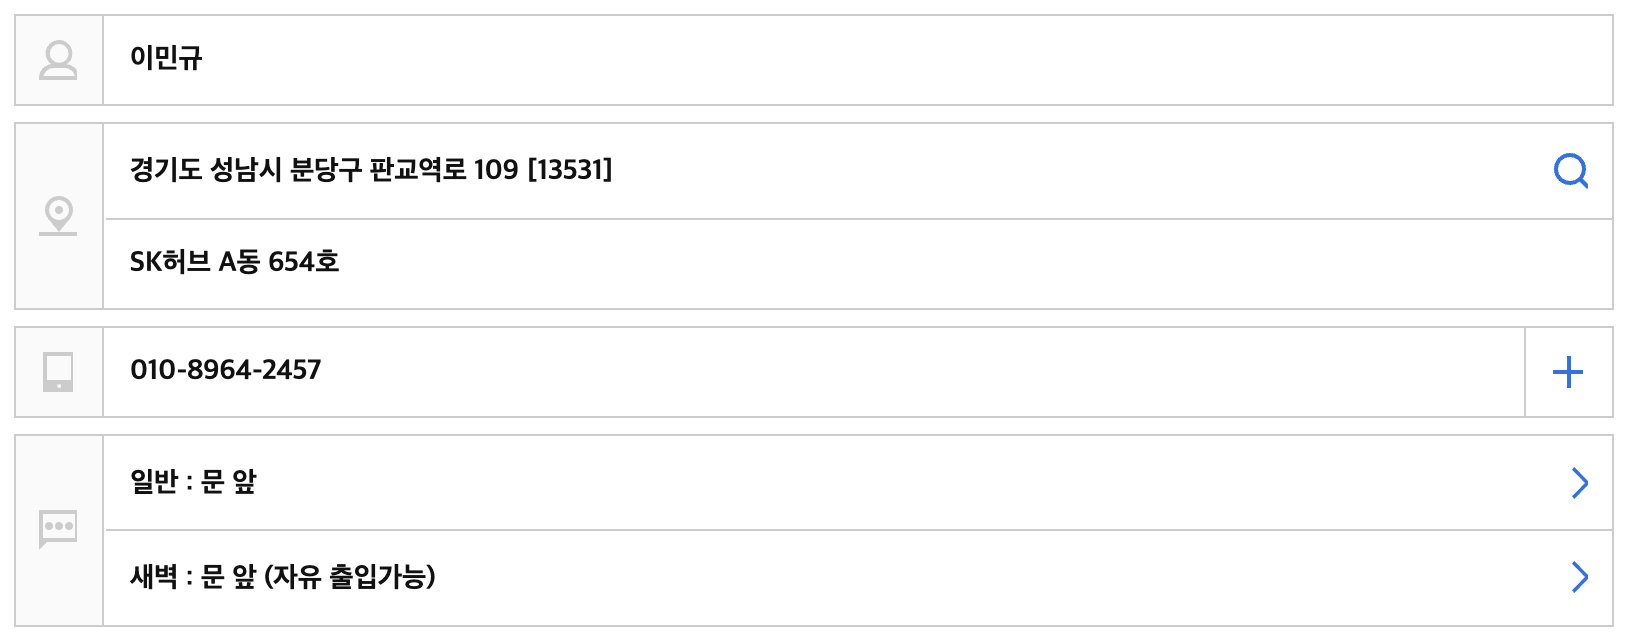 이민규
경기도 성남시 분당구 판교역로 109 [13531]
SK허브 A동 654호
010-8964-2457
일반 : 문 앞
새벽 : 문 앞 (자유 출입가능)